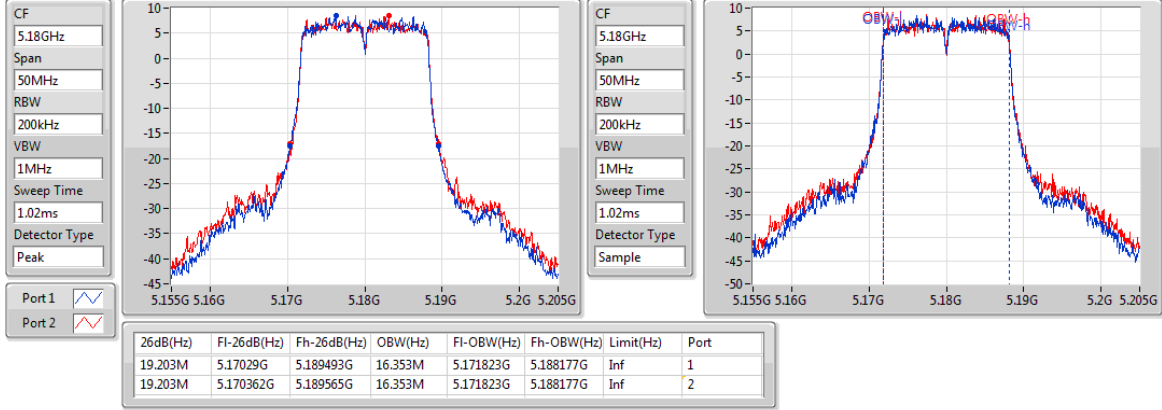 CF
5.18GHz
Span
50MHz
RBW
200kHz
VBW
1MHz
Sweep Time
1.02ms
Detector Type
Peak
Port 1
Port 2
10
5
0
-5
-10
-15
-20
-25
-30
-35
-40
-45
5.155G 5.16G 5.17G 5.18G 5.19G 5.2G 5.205G
CF
5.18GHz
Span
50MHz
RBW
200kHz
VBW
1MHz
Sweep Time
1.02ms
Detector Type
Sample
10
5
0
-5
-10
-15
-20
-25
-30
-35
-40
-45
-50
OBW-l OBW-h
5.155G 5.16G 5.17G 5.18G 5.19G 5.2G 5.205G
26dB(Hz) Fl-26dB(Hz) Fh-26dB(Hz) OBW(Hz) Fl-OBW(Hz) Fh-OBW(Hz) Limit(Hz) Port
19.203M 5.17029G 5.189493G 16.353M 5.171823G 5.188177G Inf 1
19.203M 5.170362G 5.189565G 16.353M 5.171823G 5.188177G Inf 2